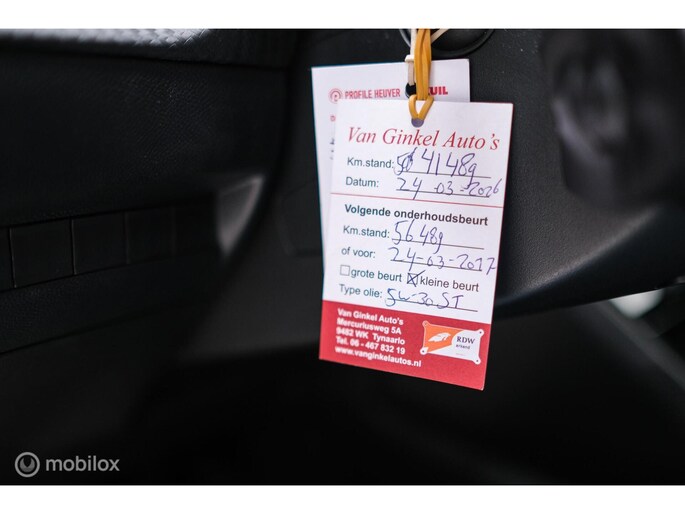 PROFILE HEUVER
Van Ginkel Auto's
Km.stand: 41489
Datum: 24-03-2026
Volgende onderhoudsbeurt
Km.stand: 56489
of voor: 24-03-2027
grote beurt kleine beurt
Type olie: 5w-30 ST
Van Ginkel Auto's
Mercuriusweg 5A
9482 WK Tynaarlo
Tel. 06 - 467 832 19
www.vanginkelautos.nl
RDW
erkend
mobilox